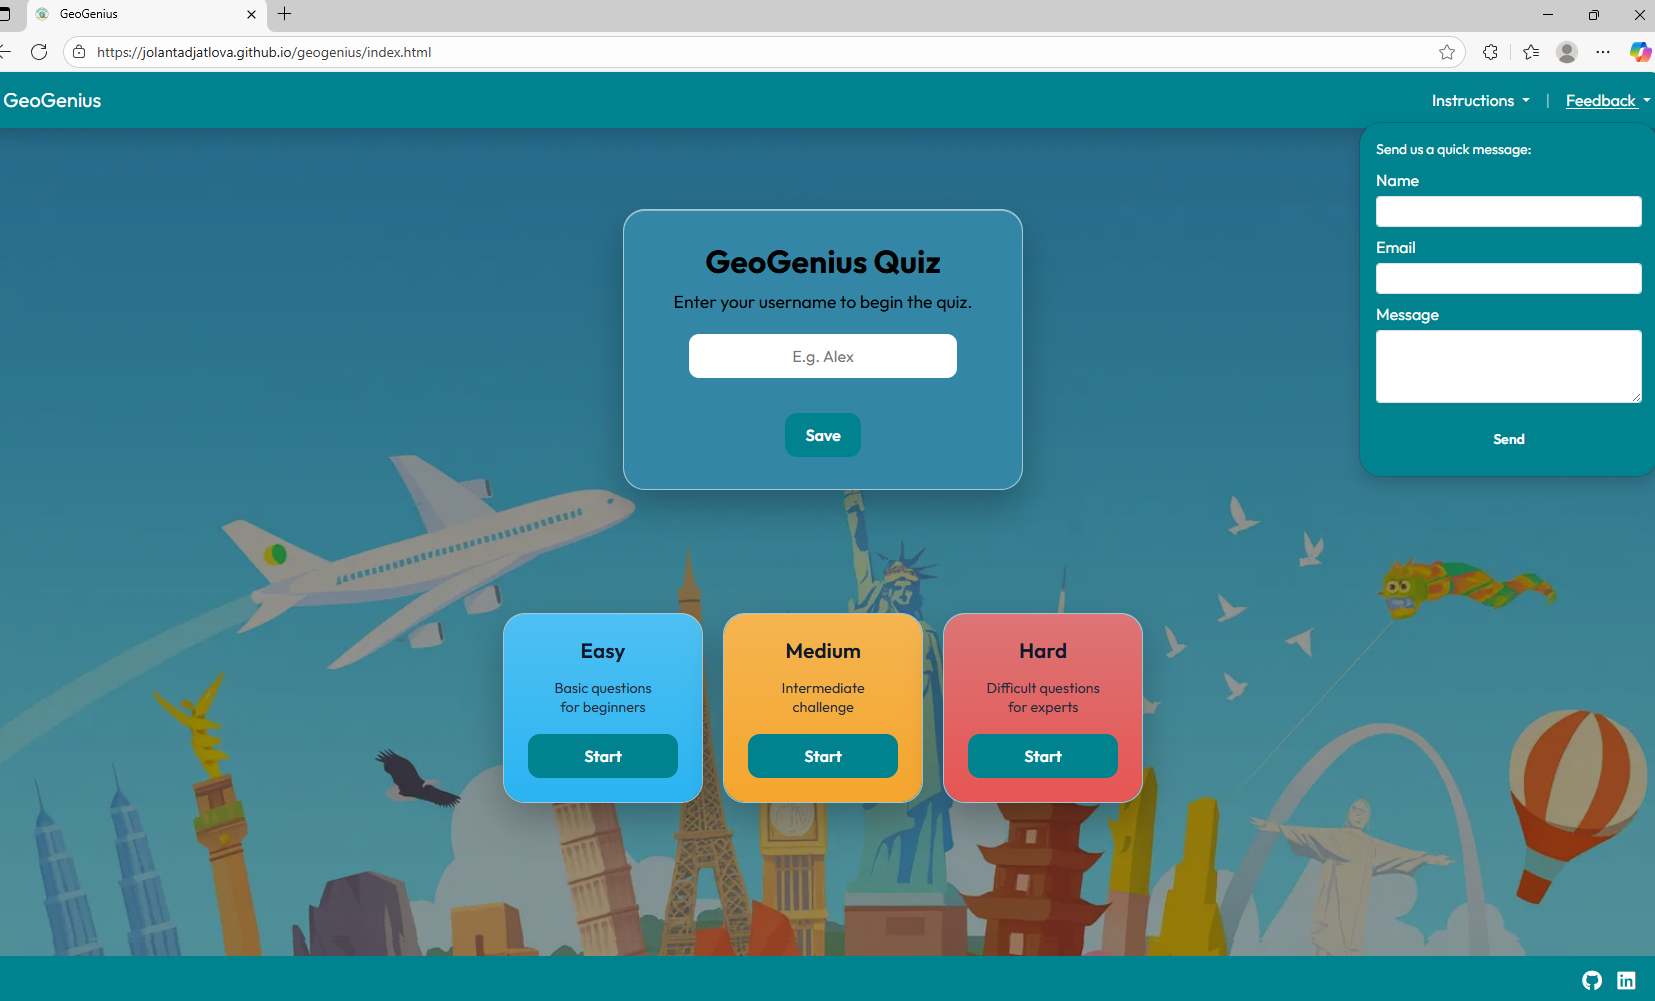 GeoGenius
https://jolantadjatlova.github.io/geogenius/index.html
GeoGenius
Instructions | Feedback
Send us a quick message:
Name
Email
Message
Send
GeoGenius Quiz
Enter your username to begin the quiz.
E.g. Alex
Save
Easy
Basic questions
for beginners
Start
Medium
Intermediate
challenge
Start
Hard
Difficult questions
for experts
Start